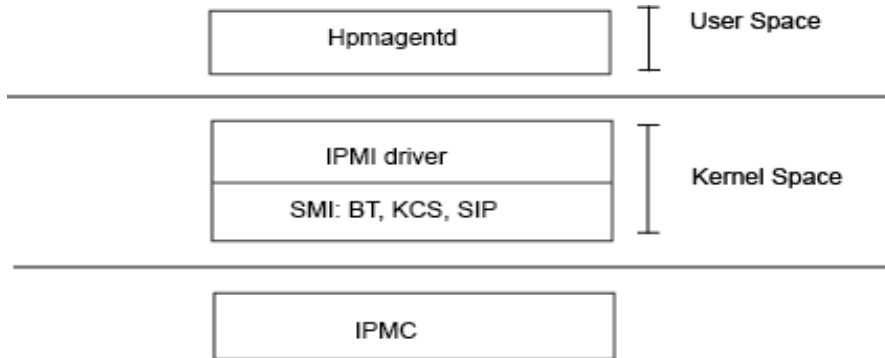 Hpmagentd
User Space
IPMI driver
SMI: BT, KCS, SIP
Kernel Space
IPMC